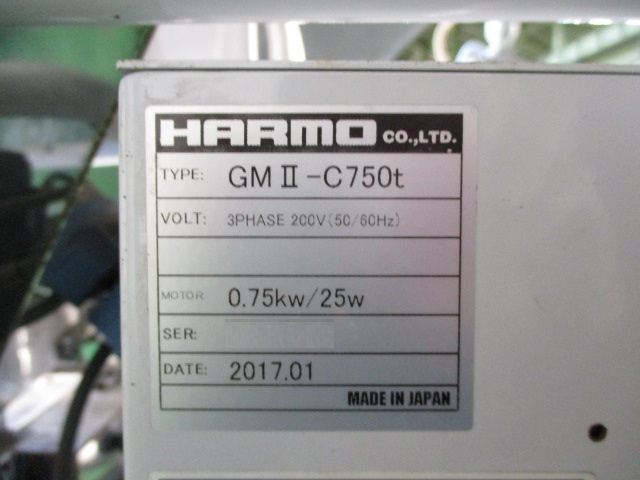 HARMO CO.,LTD.
TYPE: GM II-C750t
VOLT: 3PHASE 200V(50/60Hz)
MOTOR 0.75kw/25w
SER:
DATE: 2017.01
MADE IN JAPAN